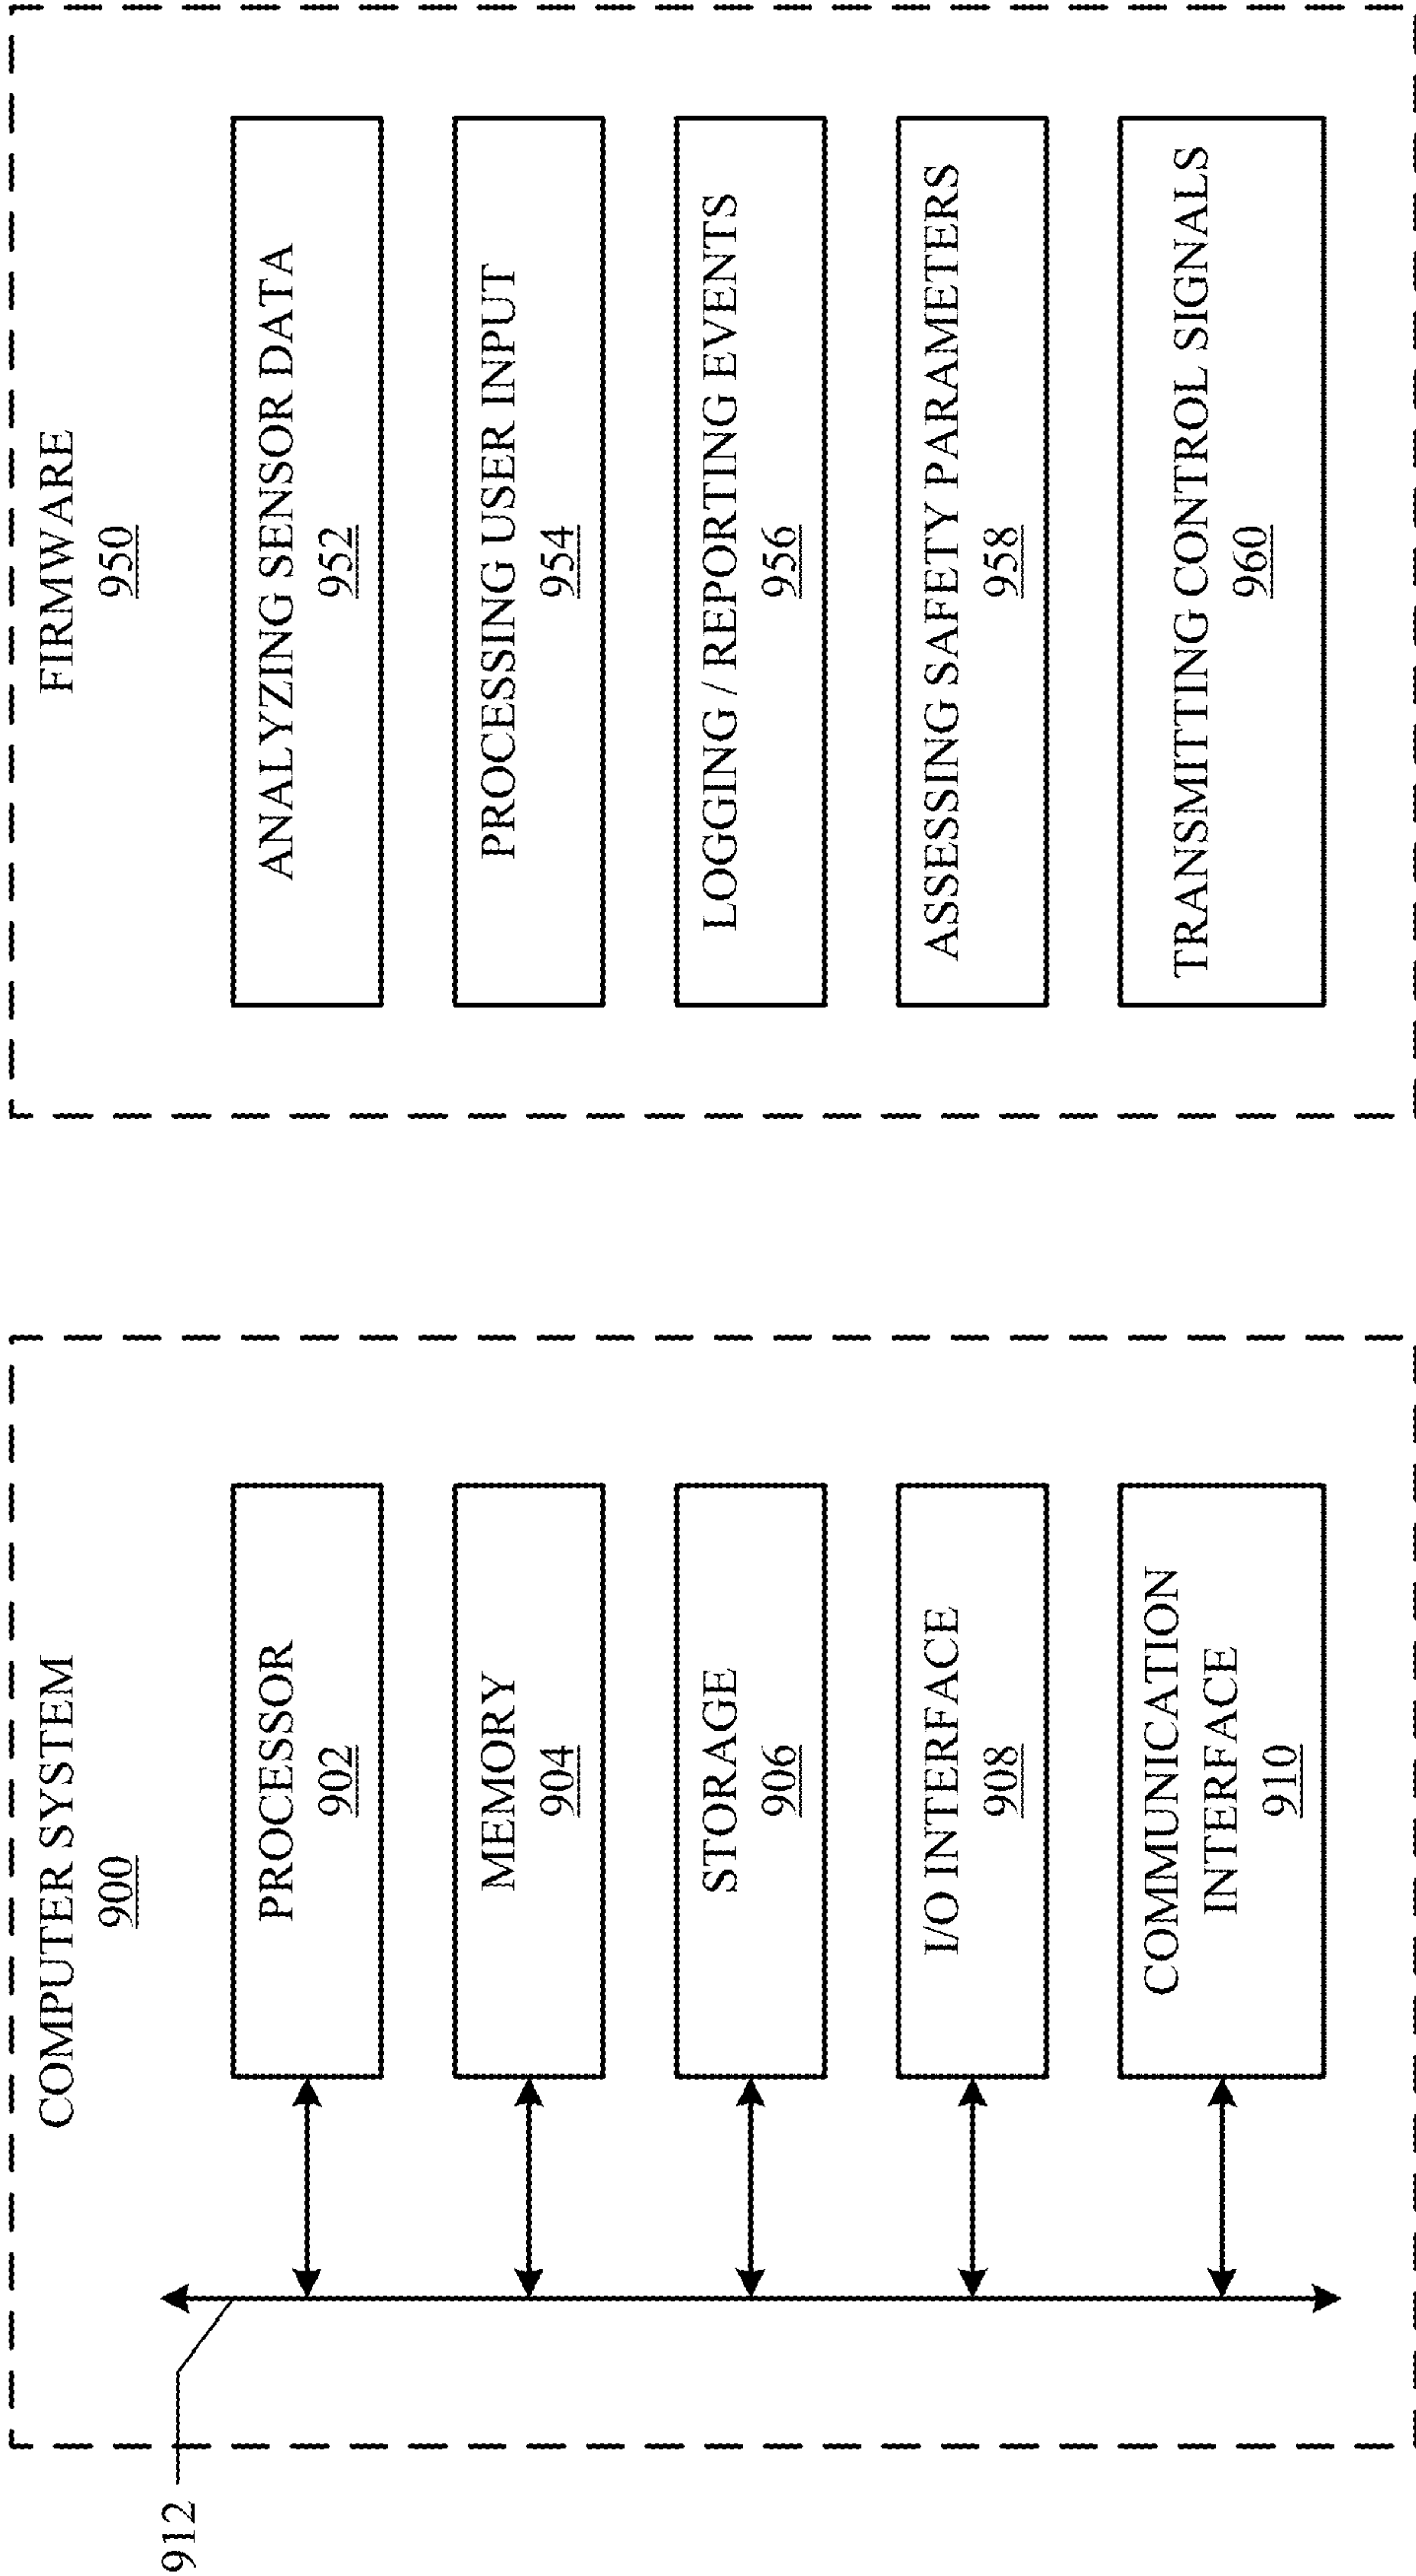 COMPUTER SYSTEM
900
912
PROCESSOR
902
MEMORY
904
STORAGE
906
I/O INTERFACE
908
COMMUNICATION
INTERFACE
910
FIRMWARE
950
ANALYZING SENSOR DATA
952
PROCESSING USER INPUT
954
LOGGING / REPORTING EVENTS
956
ASSESSING SAFETY PARAMETERS
958
TRANSMITTING CONTROL SIGNALS
960